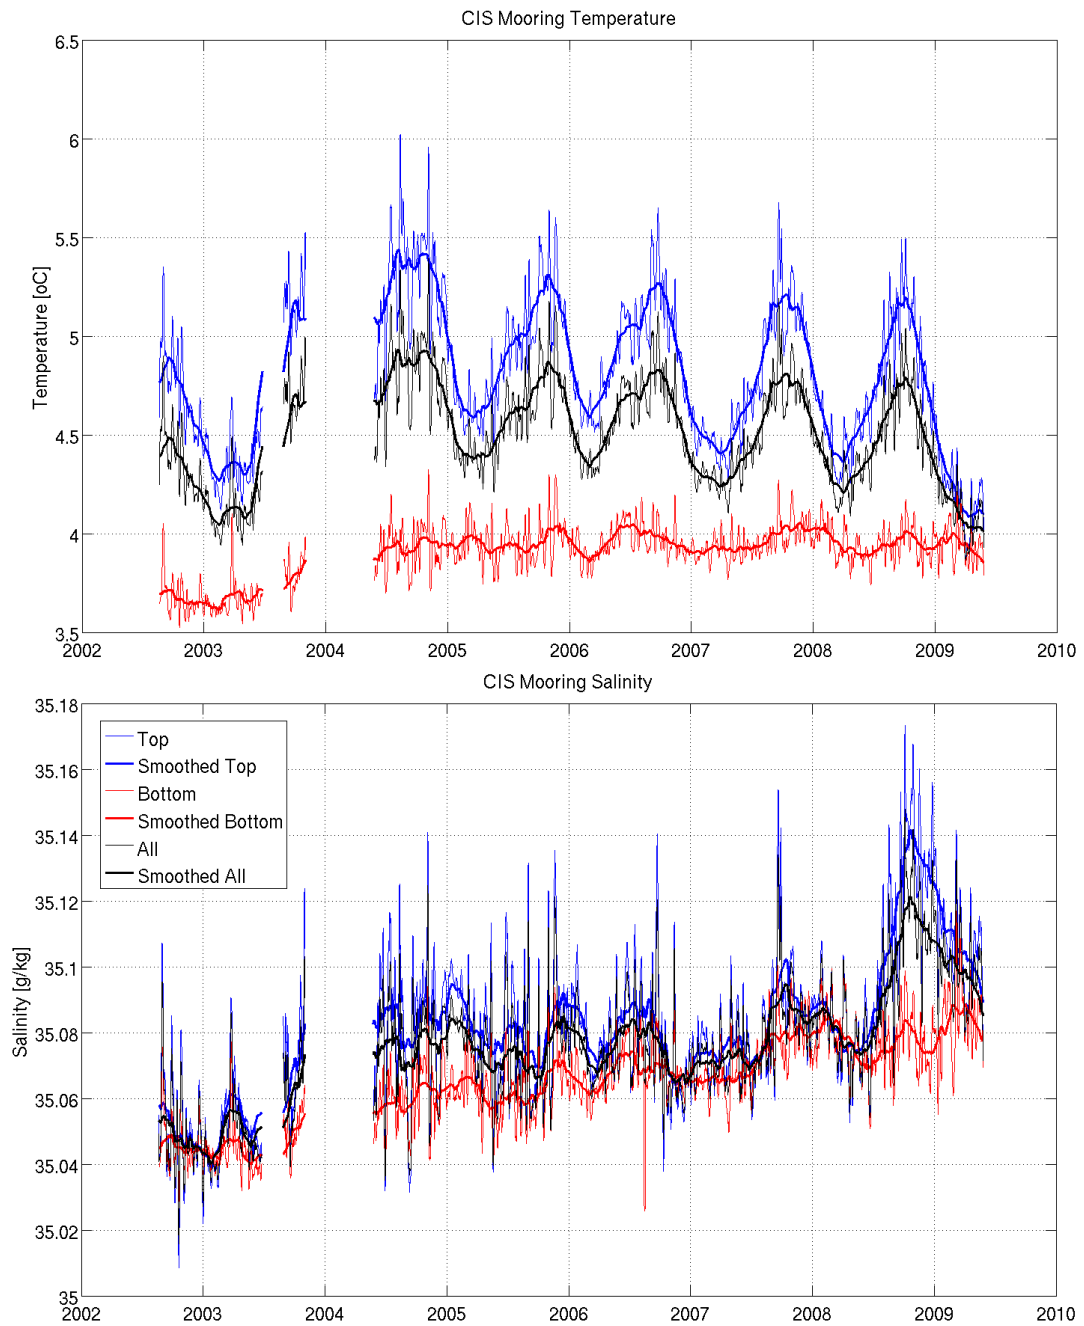 CIS Mooring Temperature
6.5
6
5.5
5
4.5
4
3.5
Temperature [oC]
2002 2003 2004 2005 2006 2007 2008 2009 2010
CIS Mooring Salinity
35.18
35.16
35.14
35.12
35.1
35.08
35.06
35.04
35.02
35
Salinity [g/kg]
Top
Smoothed Top
Bottom
Smoothed Bottom
All
Smoothed All
2002 2003 2004 2005 2006 2007 2008 2009 2010